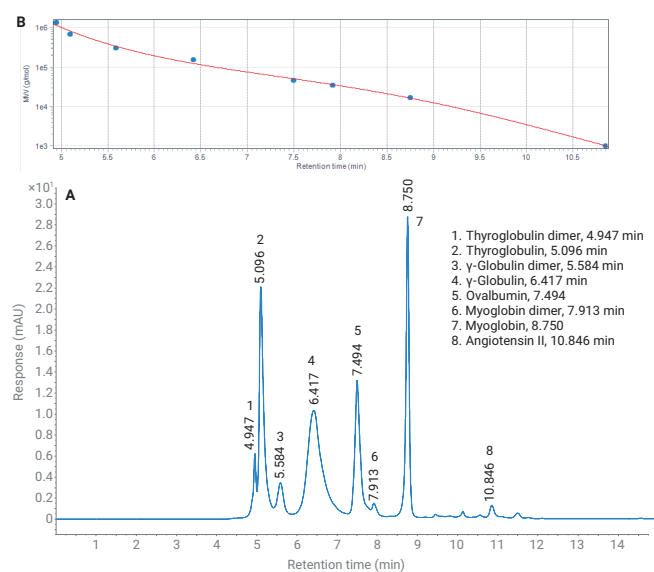 B
1e6
1e5
1e4
1e3
MW (g/mol)
5 5.5 6 6.5 7 7.5 8 8.5 9 9.5 10 10.5
Retention time (min)
A
×10¹
3.0
2.8
2.6
2.4
2.2
2.0
1.8
1.6
1.4
1.2
1.0
0.8
0.6
0.4
0.2
0
Response (mAU)
1
4.947
2
5.096
3
5.584
4
6.417
5
7.494
6
7.913
8.750
7
8
10.846
1. Thyroglobulin dimer, 4.947 min
2. Thyroglobulin, 5.096 min
3. γ-Globulin dimer, 5.584 min
4. γ-Globulin, 6.417 min
5. Ovalbumin, 7.494
6. Myoglobin dimer, 7.913 min
7. Myoglobin, 8.750
8. Angiotensin II, 10.846 min
1 2 3 4 5 6 7 8 9 10 11 12 13 14
Retention time (min)